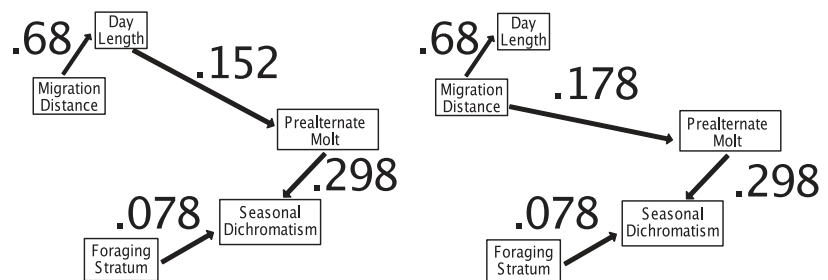 .68
Day
Length
.152
Migration
Distance
Prealternate
Molt
.298
.078
Seasonal
Dichromatism
Foraging
Stratum
.68
Day
Length
.178
Migration
Distance
Prealternate
Molt
.298
.078
Seasonal
Dichromatism
Foraging
Stratum